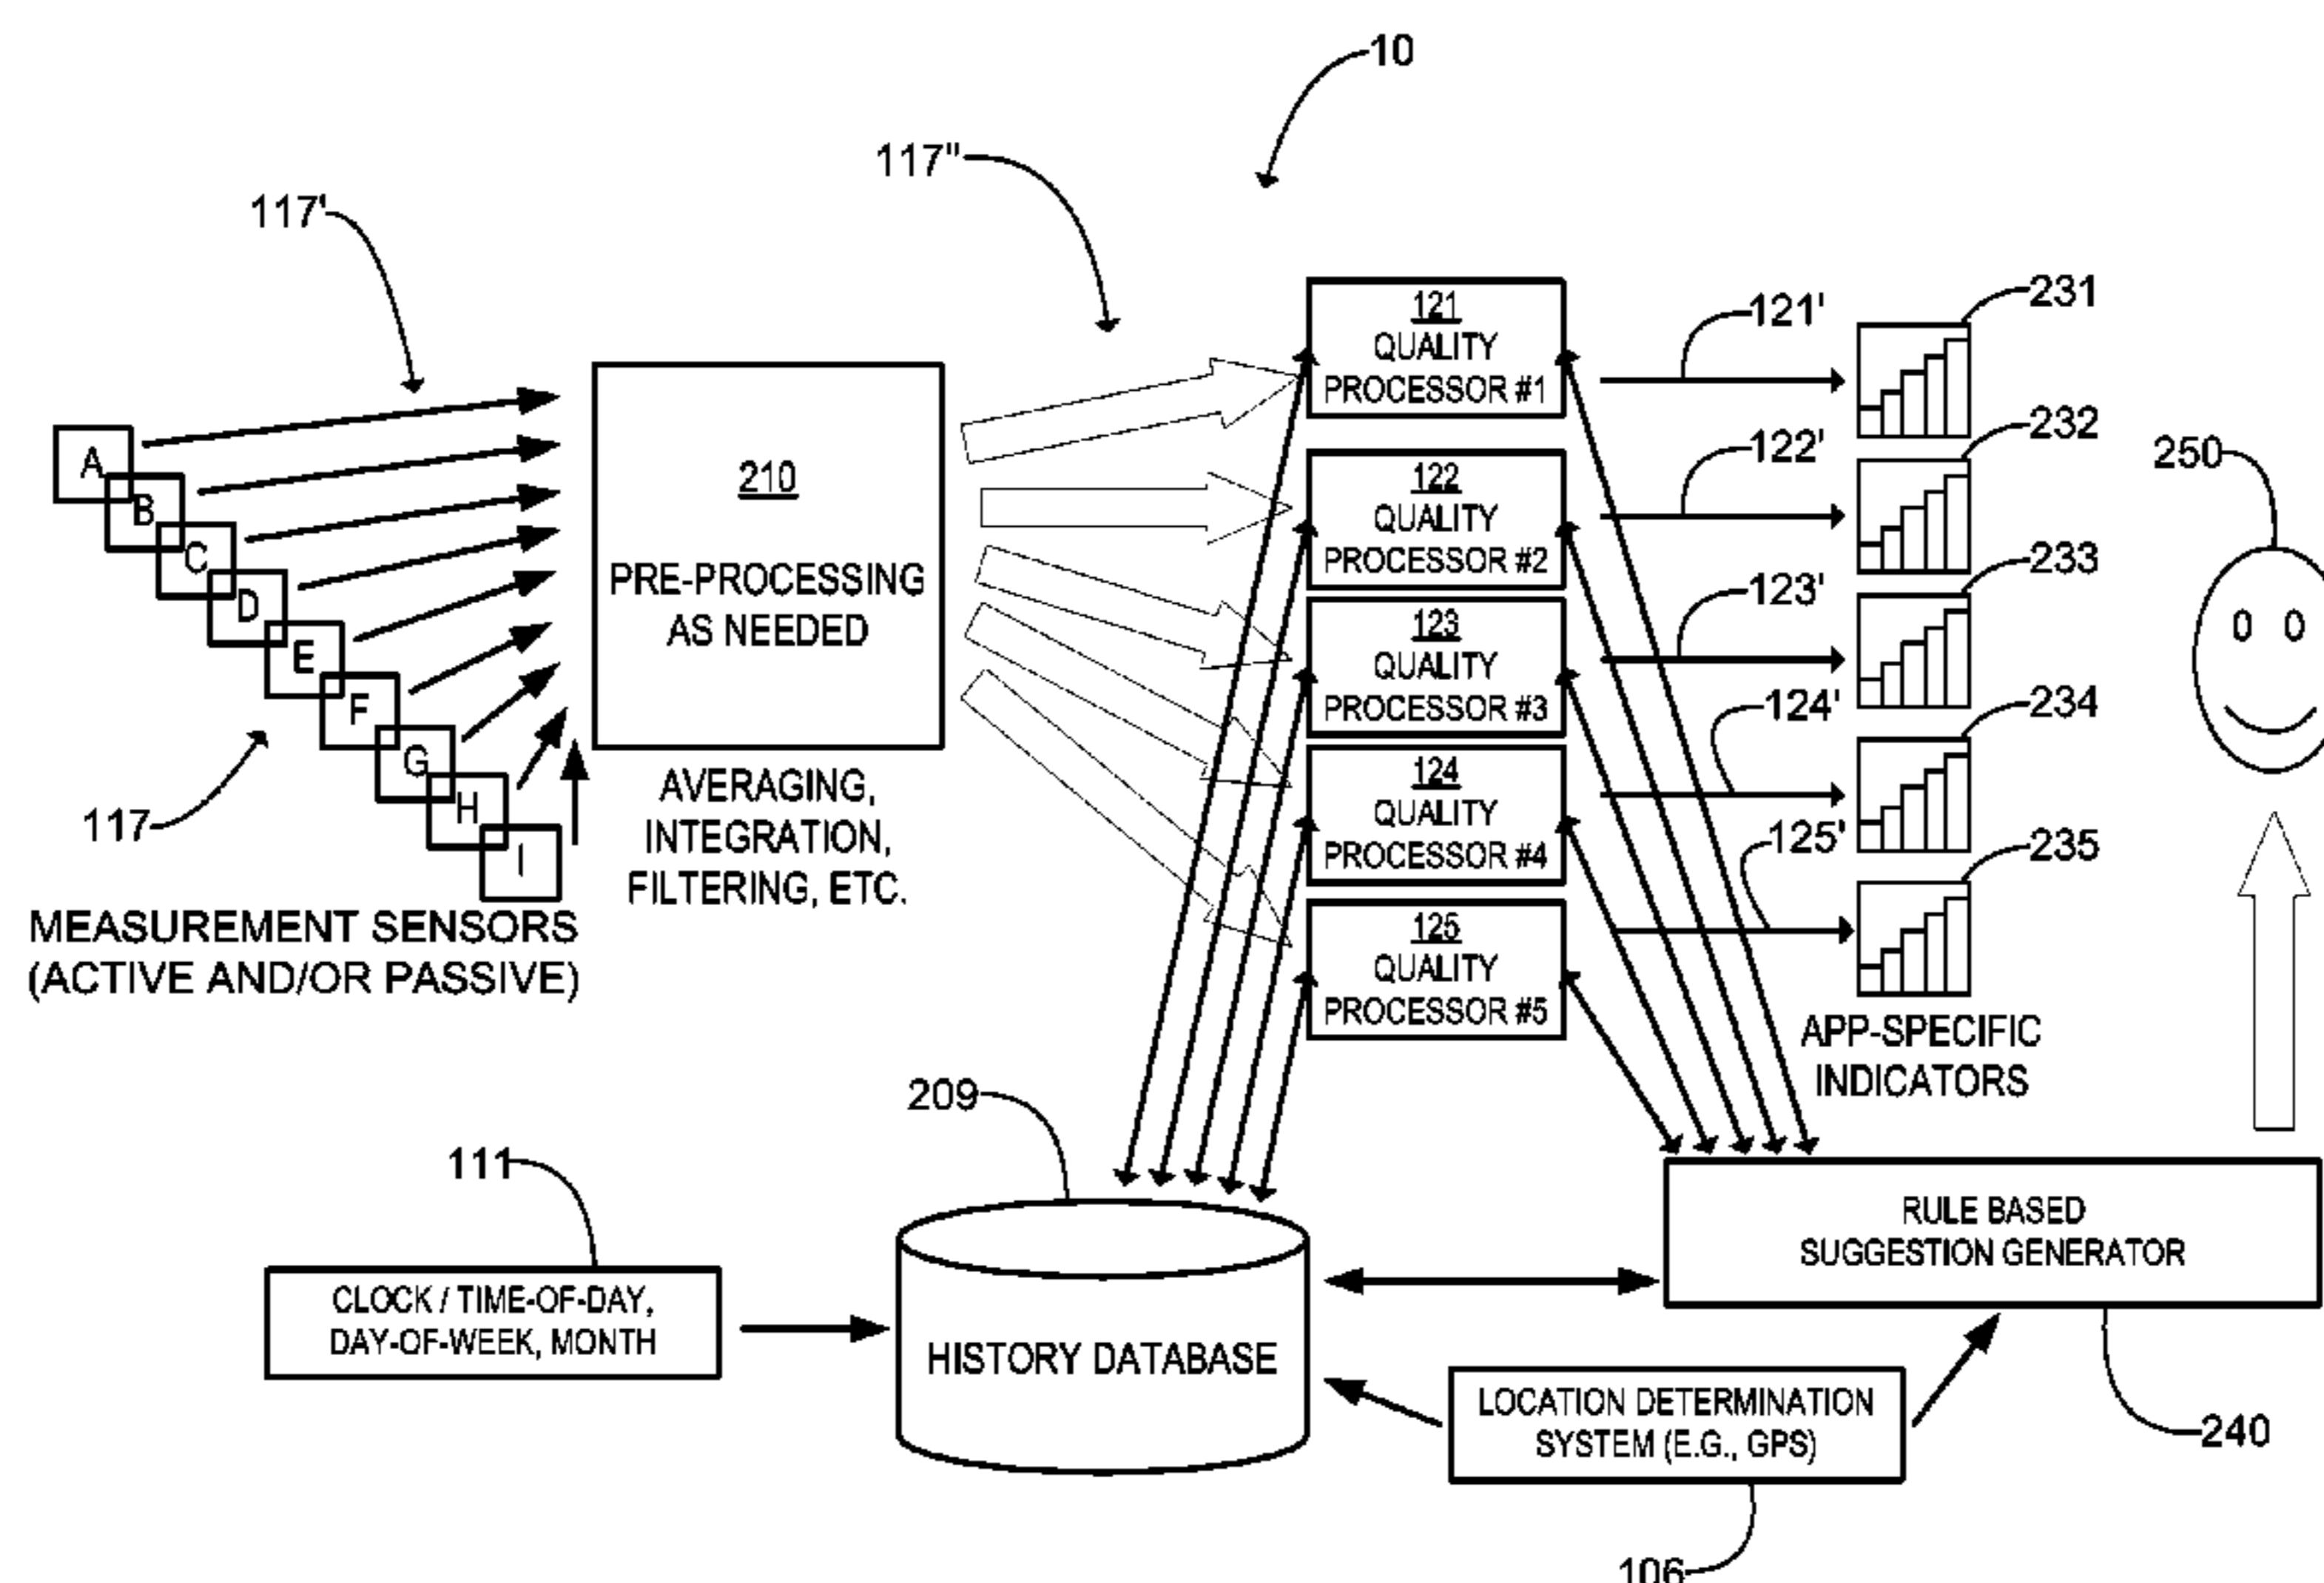 10
117"
117'
121
QUALITY
PROCESSOR #1
121'
231
122
QUALITY
PROCESSOR #2
122'
232
123
QUALITY
PROCESSOR #3
123'
233
124
QUALITY
PROCESSOR #4
124'
234
125
QUALITY
PROCESSOR #5
125'
235
250
0 0
A
B
C
D
E
F
G
H
I
117
MEASUREMENT SENSORS
(ACTIVE AND/OR PASSIVE)
210
PRE-PROCESSING
AS NEEDED
AVERAGING,
INTEGRATION,
FILTERING, ETC.
APP-SPECIFIC
INDICATORS
209
111
CLOCK / TIME-OF-DAY,
DAY-OF-WEEK, MONTH
HISTORY DATABASE
RULE BASED
SUGGESTION GENERATOR
LOCATION DETERMINATION
SYSTEM (E.G., GPS)
240
106